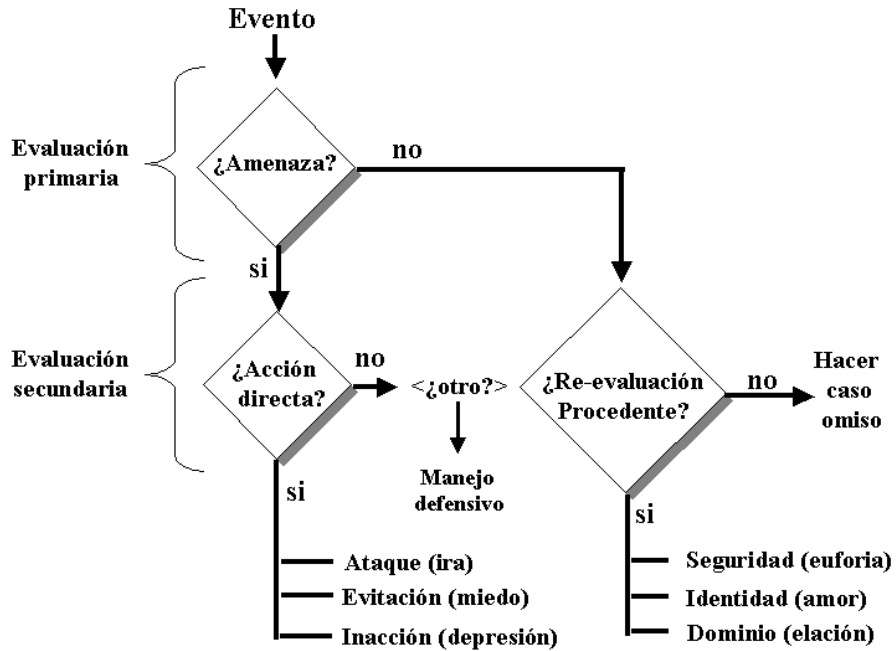 Evento
Evaluación
primaria
¿Amenaza?
no
si
Evaluación
secundaria
¿Acción
directa?
no
<¿otro?>
Manejo
defensivo
si
Ataque (ira)
Evitación (miedo)
Inacción (depresión)
¿Re-evaluación
Procedente?
no
Hacer
caso
omiso
si
Seguridad (euforia)
Identidad (amor)
Dominio (elación)